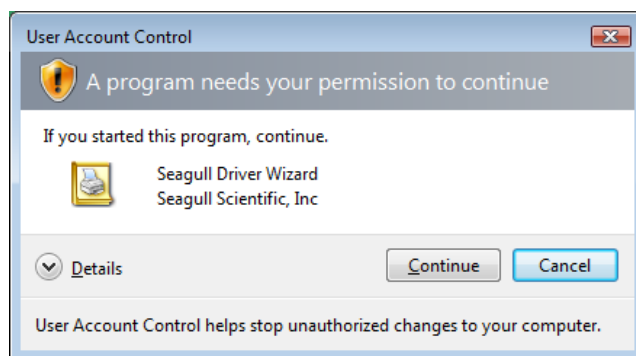 User Account Control
A program needs your permission to continue
If you started this program, continue.
Seagull Driver Wizard
Seagull Scientific, Inc
Details
Continue
Cancel
User Account Control helps stop unauthorized changes to your computer.